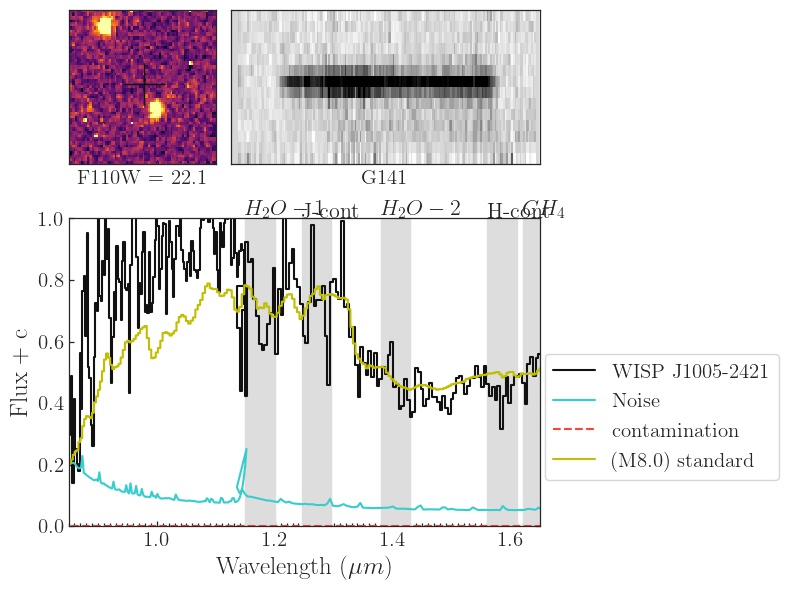 F110W = 22.1
G141
H₂O − 1
J-cont
H₂O − 2
H-cont
CH₄
1.0
0.8
0.6
0.4
0.2
0.0
Flux + c
1.0
1.2
1.4
1.6
Wavelength (μm)
WISP J1005-2421
Noise
contamination
(M8.0) standard